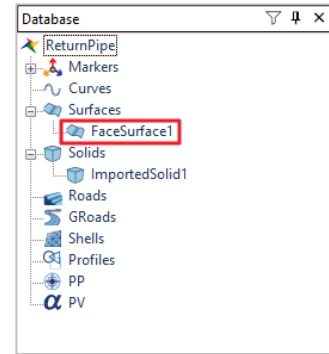 Database
ReturnPipe
Markers
Curves
Surfaces
FaceSurface1
Solids
ImportedSolid1
Roads
GRoads
Shells
Profiles
PP
α PV